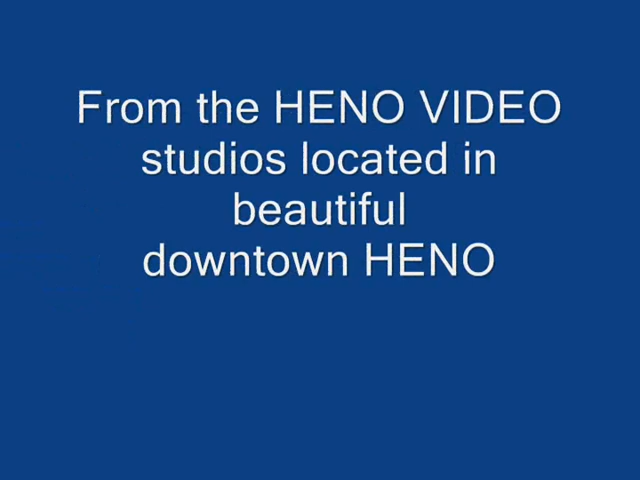 From the HENO VIDEO
studios located in
beautiful
downtown HENO